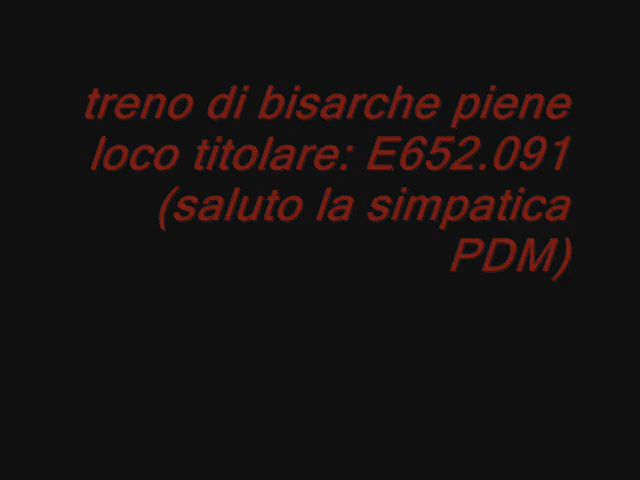 treno di bisarche piene
loco titolare: E652.091
(saluto la simpatica
PDM)